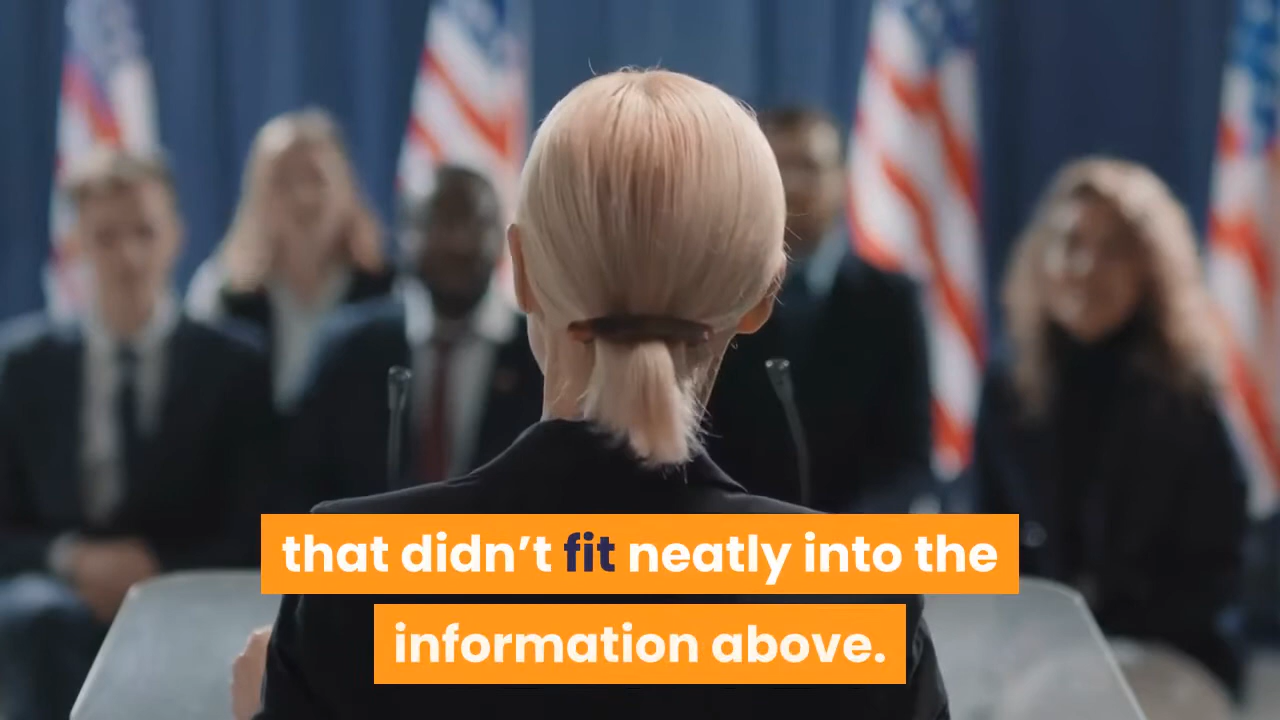 that didn’t fit neatly into the
information above.